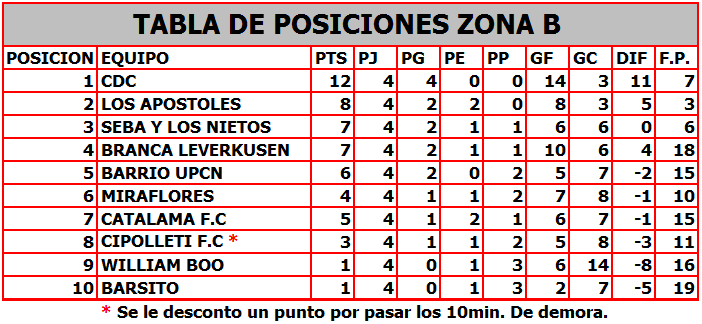 TABLA DE POSICIONES ZONA B
POSICION EQUIPO PTS PJ PG PE PP GF GC DIF F.P.
1 CDC 12 4 4 0 0 14 3 11 7
2 LOS APOSTOLES 8 4 2 2 0 8 3 5 3
3 SEBA Y LOS NIETOS 7 4 2 1 1 6 6 0 6
4 BRANCA LEVERKUSEN 7 4 2 1 1 10 6 4 18
5 BARRIO UPCN 6 4 2 0 2 5 7 -2 15
6 MIRAFLORES 4 4 1 1 2 7 8 -1 10
7 CATALAMA F.C 5 4 1 2 1 6 7 -1 15
8 CIPOLLETI F.C * 3 4 1 1 2 5 8 -3 11
9 WILLIAM BOO 1 4 0 1 3 6 14 -8 16
10 BARSITO 1 4 0 1 3 2 7 -5 19
* Se le desconto un punto por pasar los 10min. De demora.